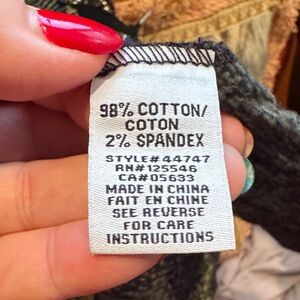 98% COTTON/
COTON
2% SPANDEX
STYLE# 44747
RN# 125546
CA# 05633
MADE IN CHINA
FAIT EN CHINE
SEE REVERSE
FOR CARE
INSTRUCTIONS